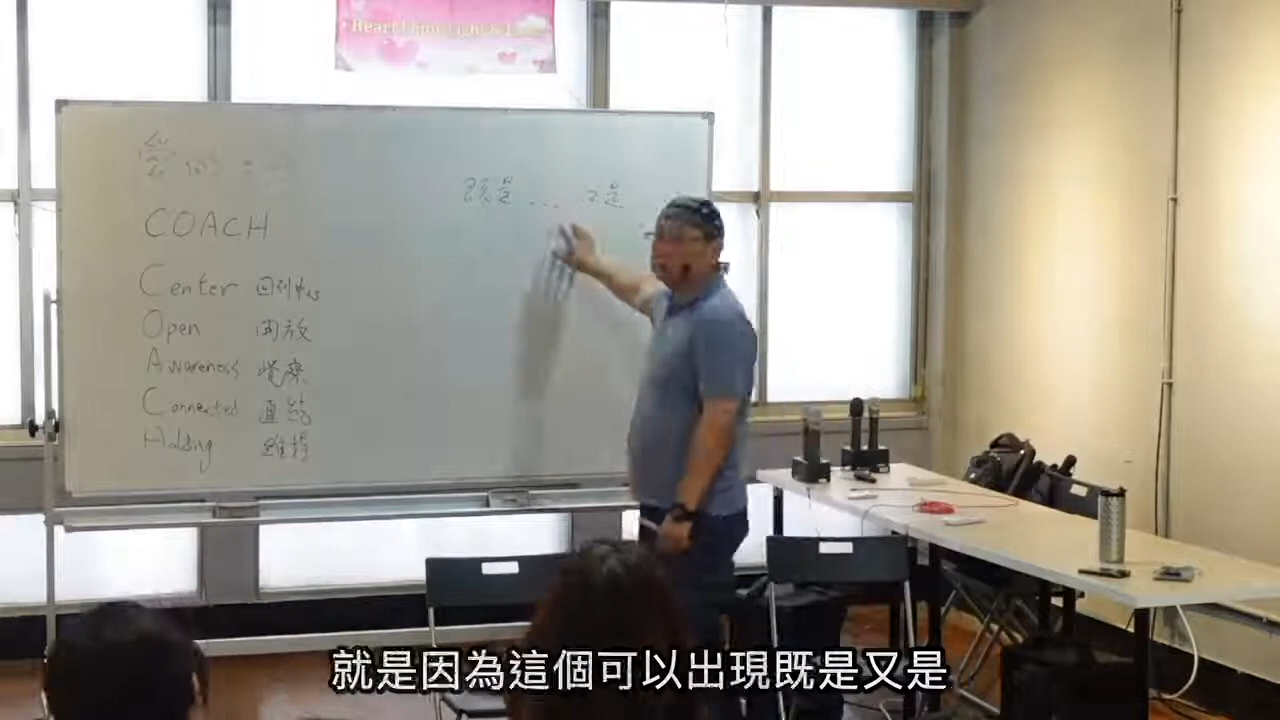 COACH
既是 ... 又是
Center 回到中心
Open 開放
Awareness 覺察
Connected 直結
Holding 維持
就是因為這個可以出現既是又是